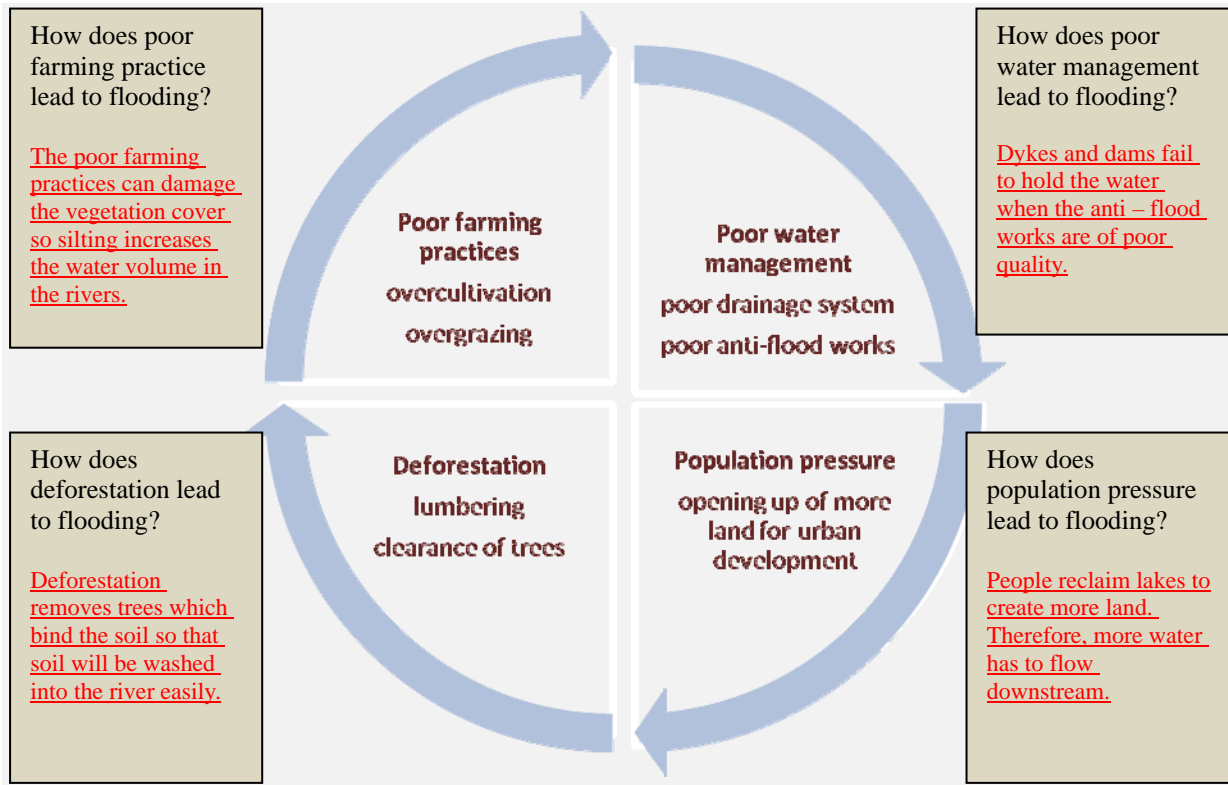 How does poor
farming practice
lead to flooding?
The poor farming
practices can damage
the vegetation cover
so silting increases
the water volume in
the rivers.
Poor farming
practices
overcultivation
overgrazing
Poor water
management
poor drainage system
poor anti-flood works
How does poor
water management
lead to flooding?
Dykes and dams fail
to hold the water
when the anti – flood
works are of poor
quality.
How does
deforestation lead
to flooding?
Deforestation
removes trees which
bind the soil so that
soil will be washed
into the river easily.
Deforestation
lumbering
clearance of trees
Population pressure
opening up of more
land for urban
development
How does
population pressure
lead to flooding?
People reclaim lakes to
create more land.
Therefore, more water
has to flow
downstream.